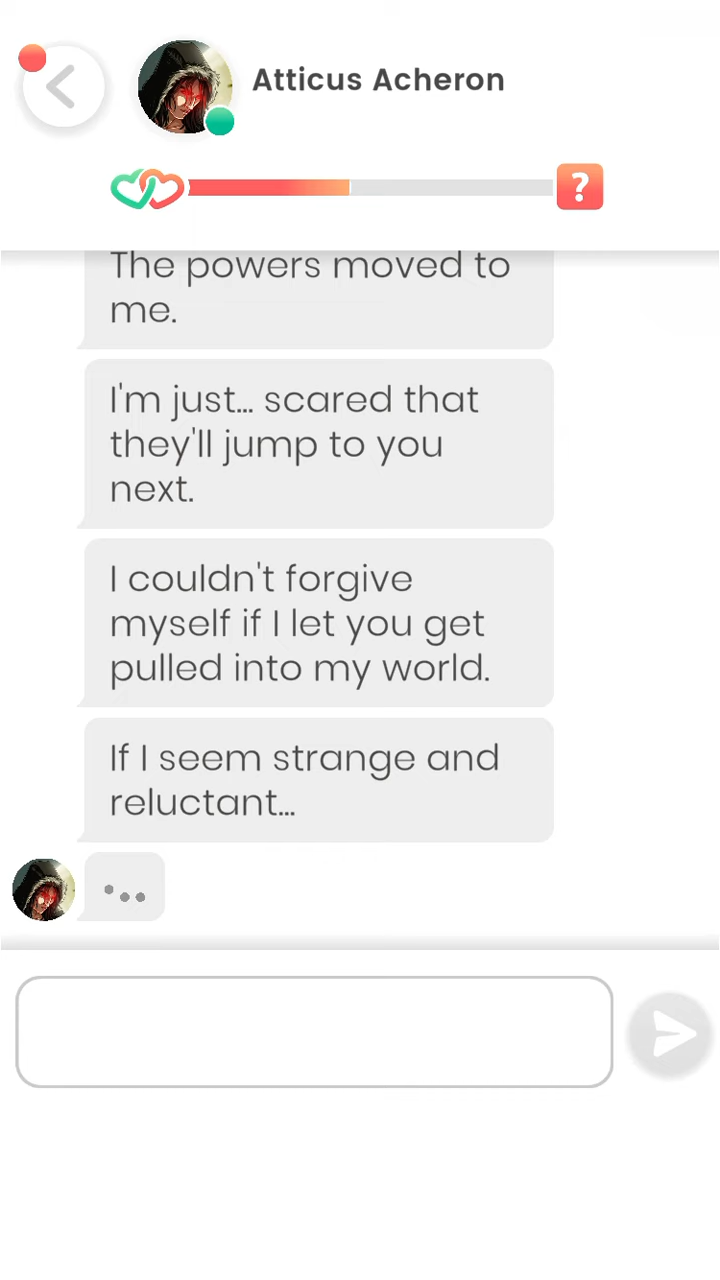 Atticus Acheron
?
The powers moved to
me.
I'm just... scared that
they'll jump to you
next.
I couldn't forgive
myself if I let you get
pulled into my world.
If I seem strange and
reluctant...